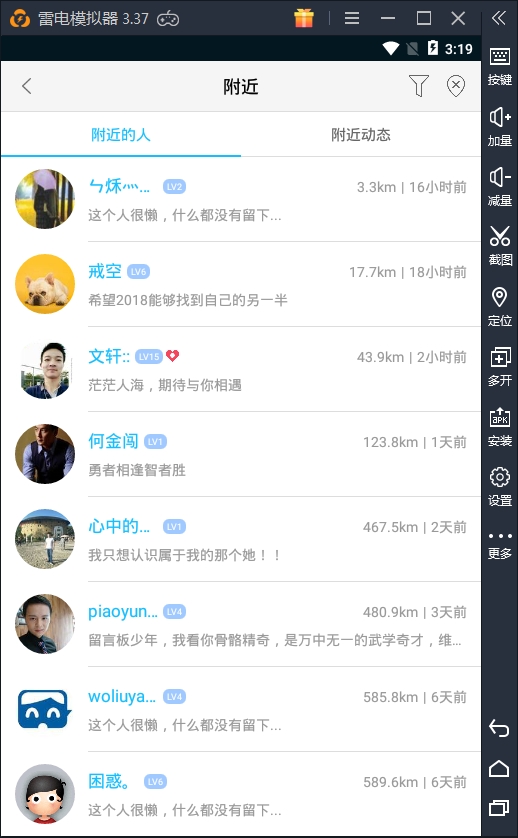 雷电模拟器 3.37
3:19
附近
附近的人 附近动态
ㄣ烌灬... LV2 3.3km | 16小时前
这个人很懒，什么都没有留下...
戒空 LV6 17.7km | 18小时前
希望2018能够找到自己的另一半
文轩:: LV15 43.9km | 2小时前
茫茫人海，期待与你相遇
何金闯 LV1 123.8km | 1天前
勇者相逢智者胜
心中的... LV1 467.5km | 2天前
我只想认识属于我的那个她！！
piaoyun... LV4 480.9km | 3天前
留言板少年，我看你骨骼精奇，是万中无一的武学奇才，维...
woliuya... LV4 585.8km | 6天前
这个人很懒，什么都没有留下...
困惑。 LV6 589.6km | 6天前
这个人很懒，什么都没有留下...
按键
加量
减量
截图
定位
多开
APK
安装
设置
更多